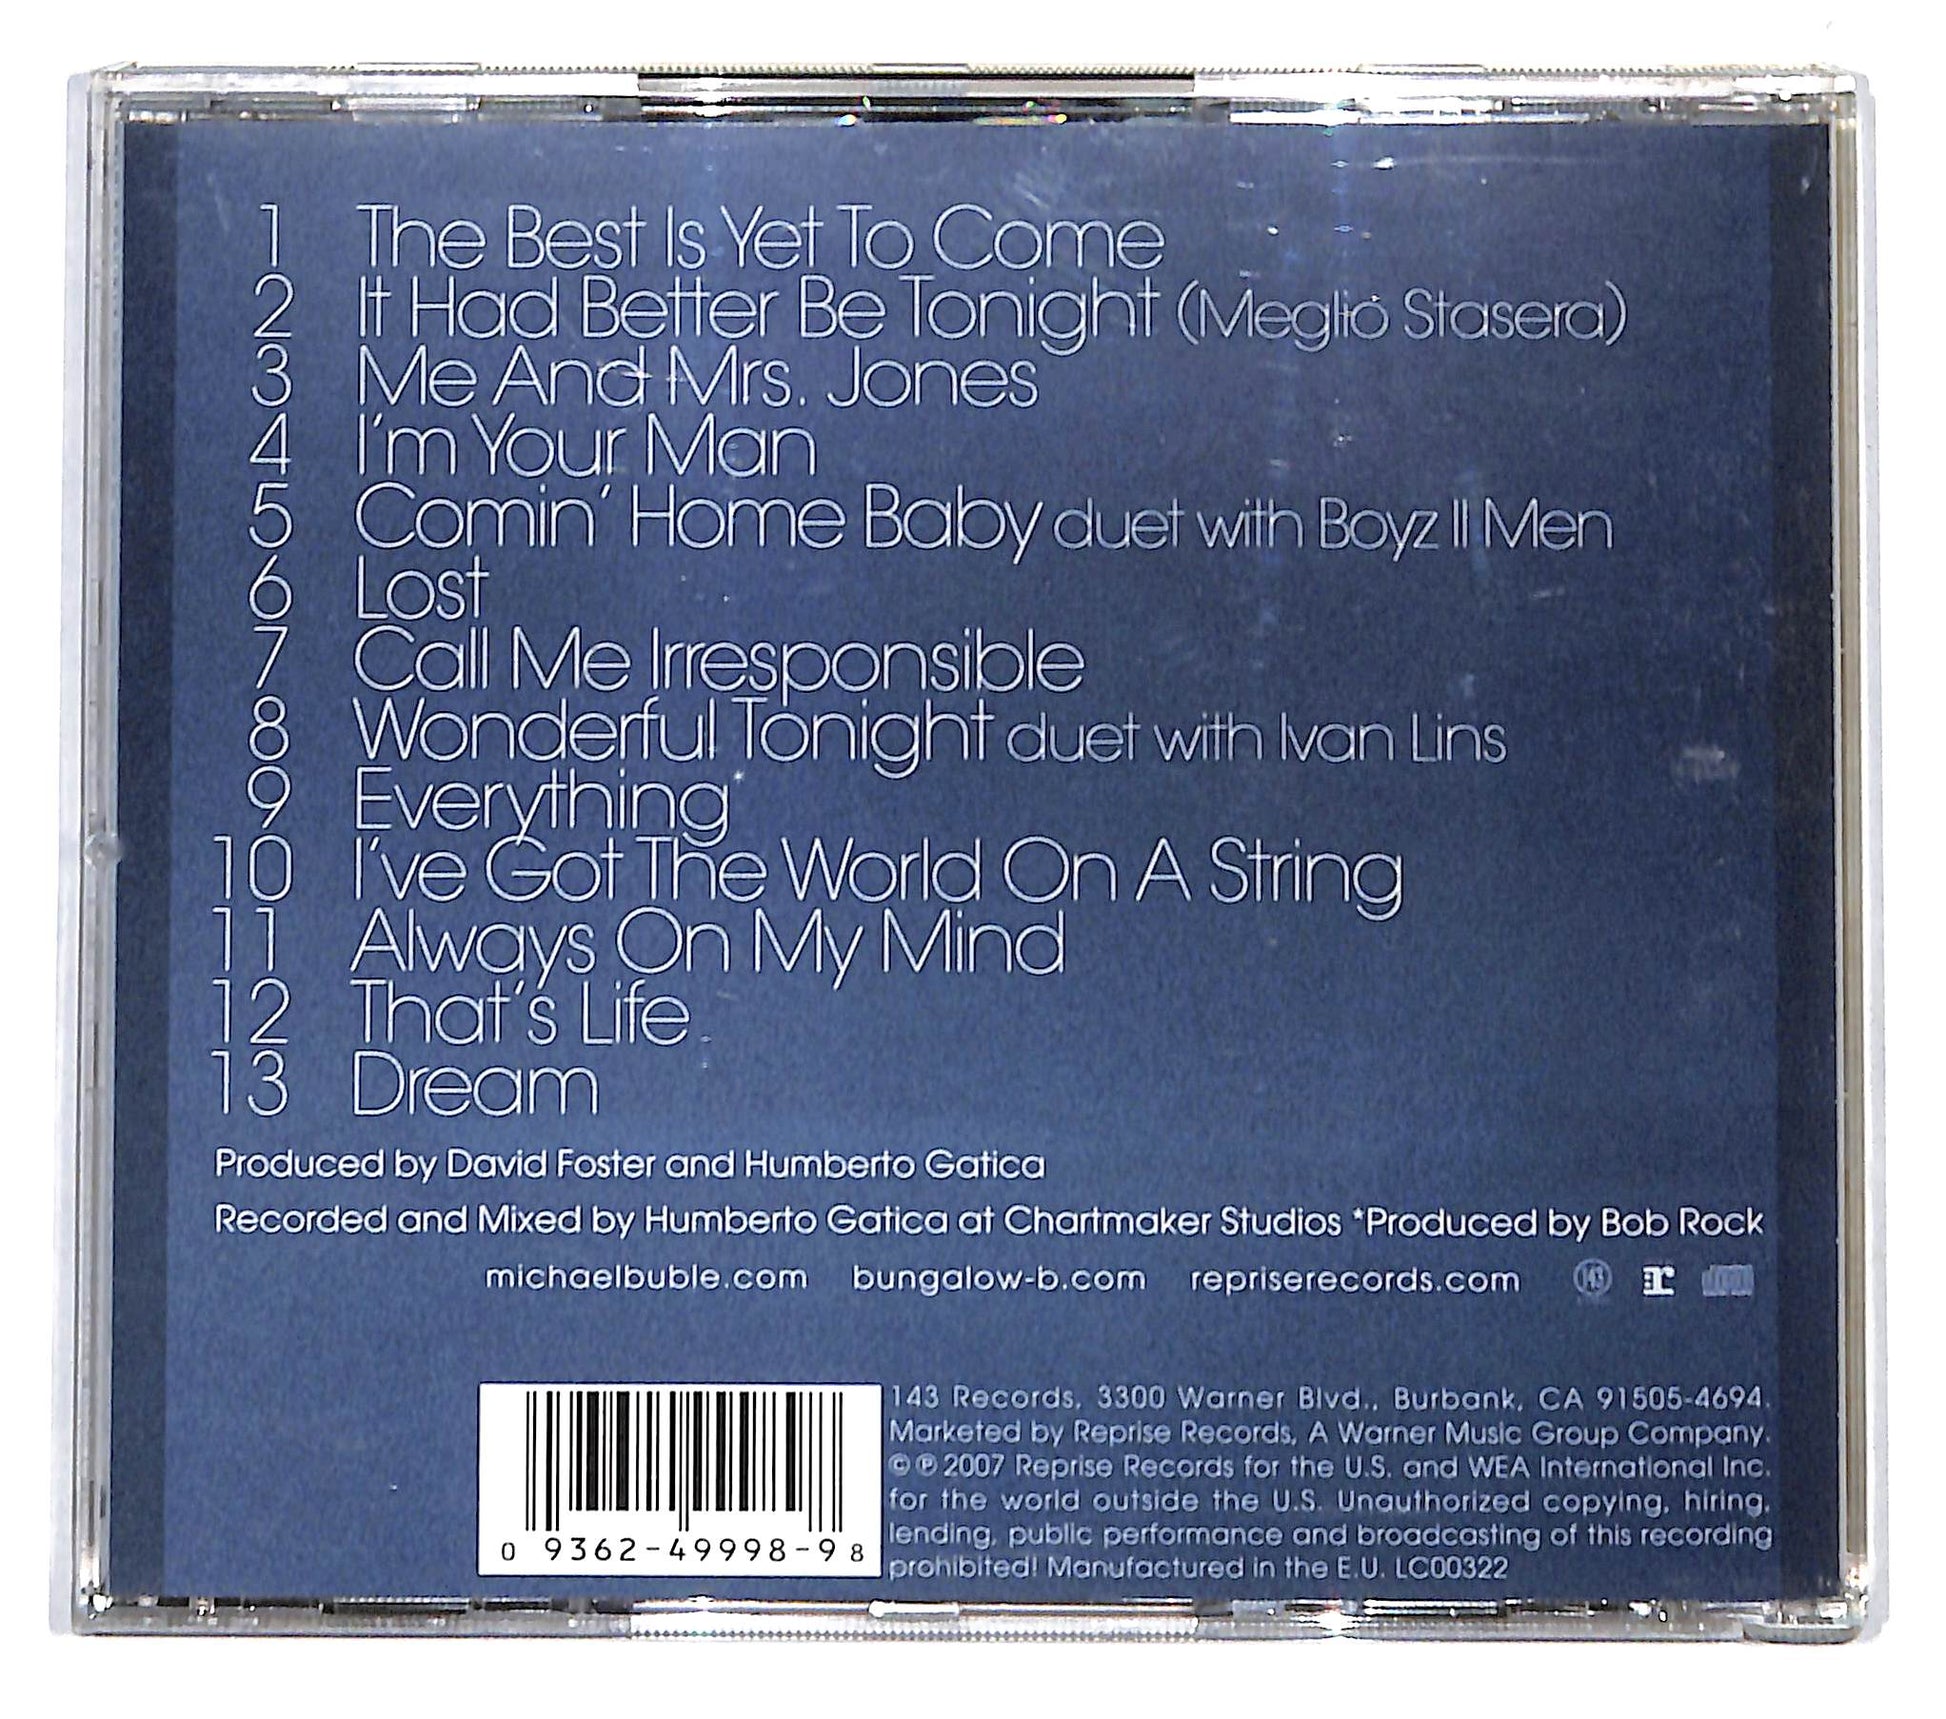 1 The Best Is Yet To Come
2 It Had Better Be Tonight (Meglio Stasera)
3 Me And Mrs. Jones
4 I'm Your Man
5 Comin' Home Baby duet with Boyz II Men
6 Lost
7 Call Me Irresponsible
8 Wonderful Tonight duet with Ivan Lins
9 Everything*
10 I've Got The World On A String
11 Always On My Mind
12 That's Life
13 Dream
Produced by David Foster and Humberto Gatica
Recorded and Mixed by Humberto Gatica at Chartmaker Studios *Produced by Bob Rock
michaelbuble.com bungalow-b.com repriserecords.com 143 r
143 Records, 3300 Warner Blvd., Burbank, CA 91505-4694.
Marketed by Reprise Records, A Warner Music Group Company.
© ℗ 2007 Reprise Records for the U.S. and WEA International Inc.
for the world outside the U.S. Unauthorized copying, hiring,
lending, public performance and broadcasting of this recording
prohibited! Manufactured in the E.U. LC00322
0 9362-49998-9 8